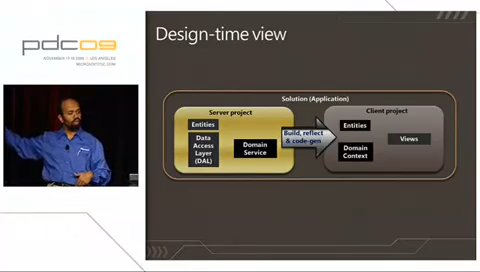 pdc09
NOVEMBER 17-19 2009 | LOS ANGELES
MICROSOFTPDC.COM
Design-time view
Solution (Application)
Server project
Client project
Entities
Data
Access
Layer
(DAL)
Domain
Service
Build, reflect
& code-gen
Entities
Domain
Context
Views